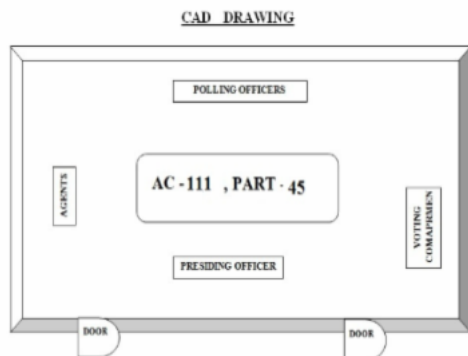 CAD DRAWING
POLLING OFFICERS
AGENTS
AC -111 , PART - 45
VOTING
COMAPRMEN
PRESIDING OFFICER
DOOR
DOOR